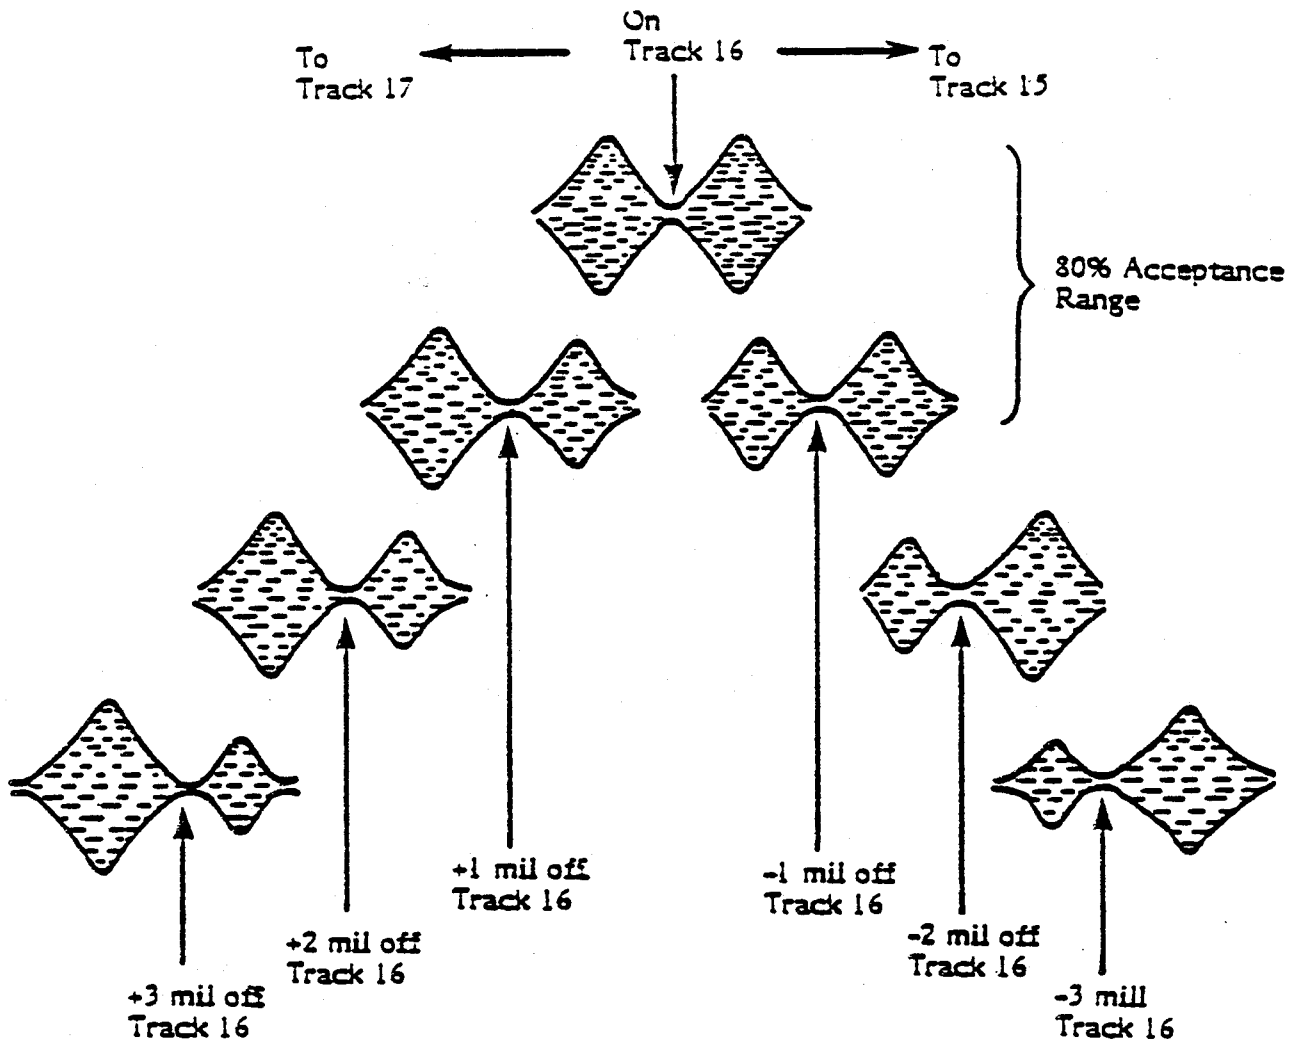 On
Track 16
To
Track 17
To
Track 15
80% Acceptance
Range
+1 mil off
Track 16
-1 mil off
Track 16
+2 mil off
Track 16
-2 mil off
Track 16
+3 mil off
Track 16
-3 mill
Track 16